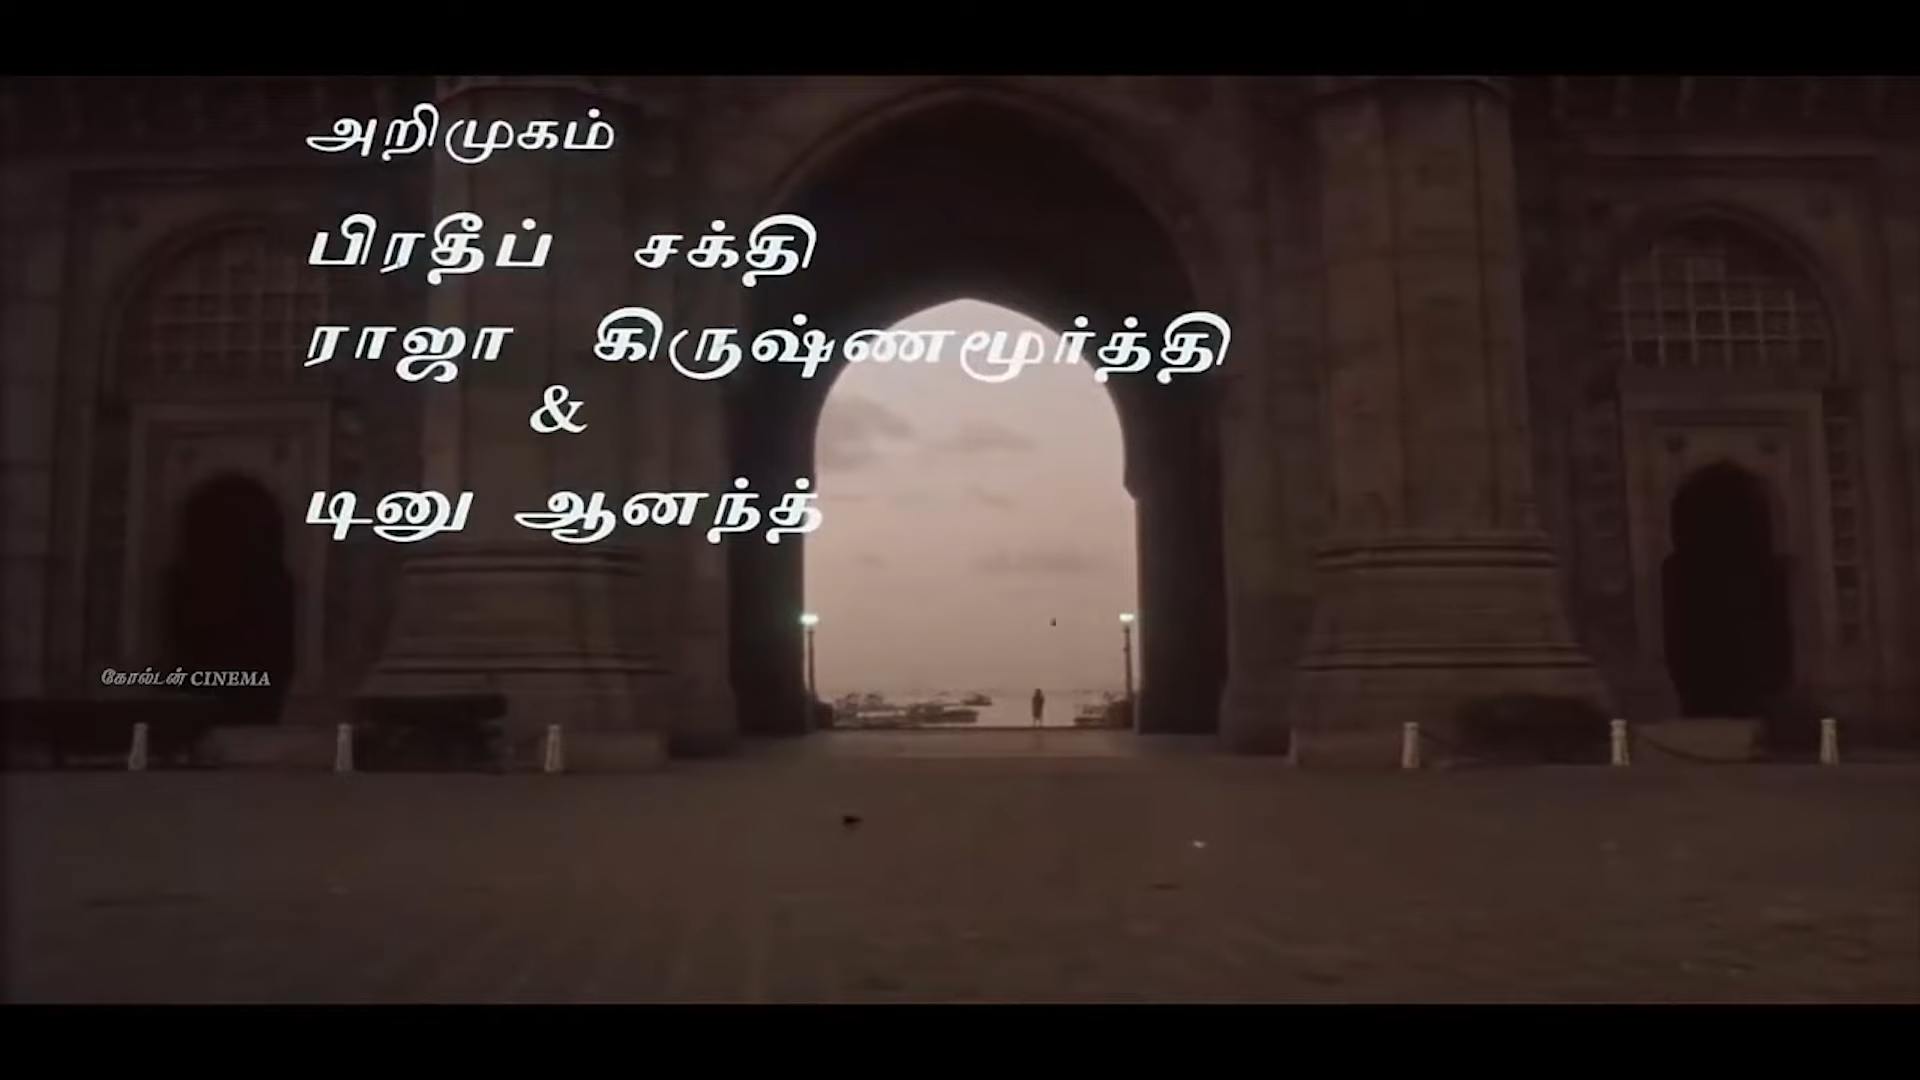 அறிமுகம்
பிரதீப் சக்தி
ராஜா கிருஷ்ணமூர்த்தி
&
டினு ஆனந்த்
கோல்டன் CINEMA